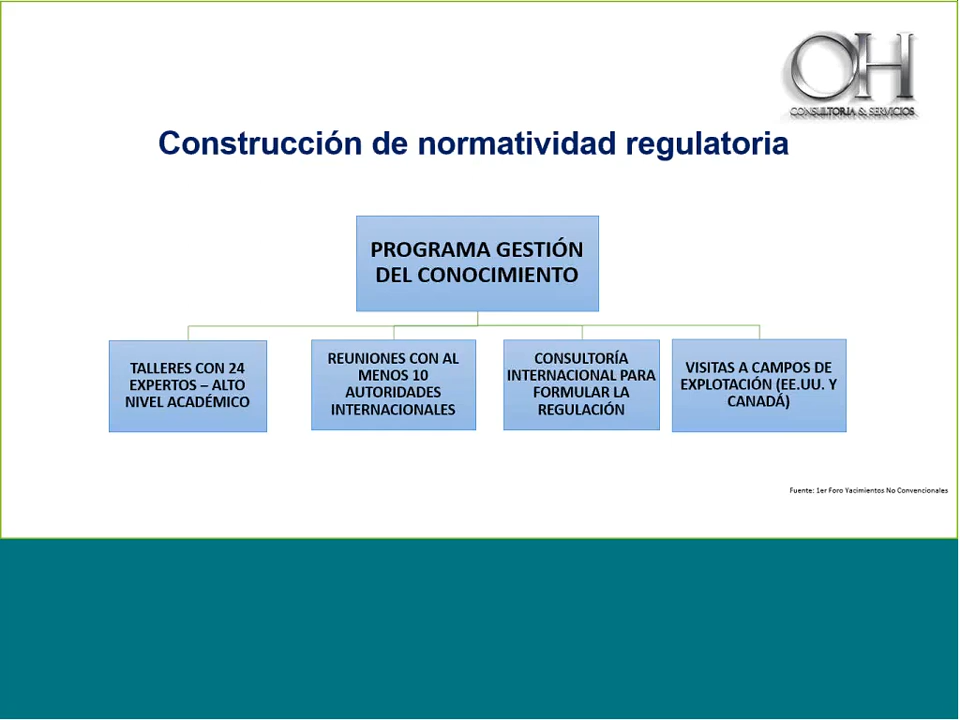 OH
CONSULTORIA & SERVICIOS
Construcción de normatividad regulatoria
PROGRAMA GESTIÓN
DEL CONOCIMIENTO
TALLERES CON 24
EXPERTOS – ALTO
NIVEL ACADÉMICO
REUNIONES CON AL
MENOS 10
AUTORIDADES
INTERNACIONALES
CONSULTORÍA
INTERNACIONAL PARA
FORMULAR LA
REGULACIÓN
VISITAS A CAMPOS DE
EXPLOTACIÓN (EE.UU. Y
CANADÁ)
Fuente: 1er Foro Yacimientos No Convencionales